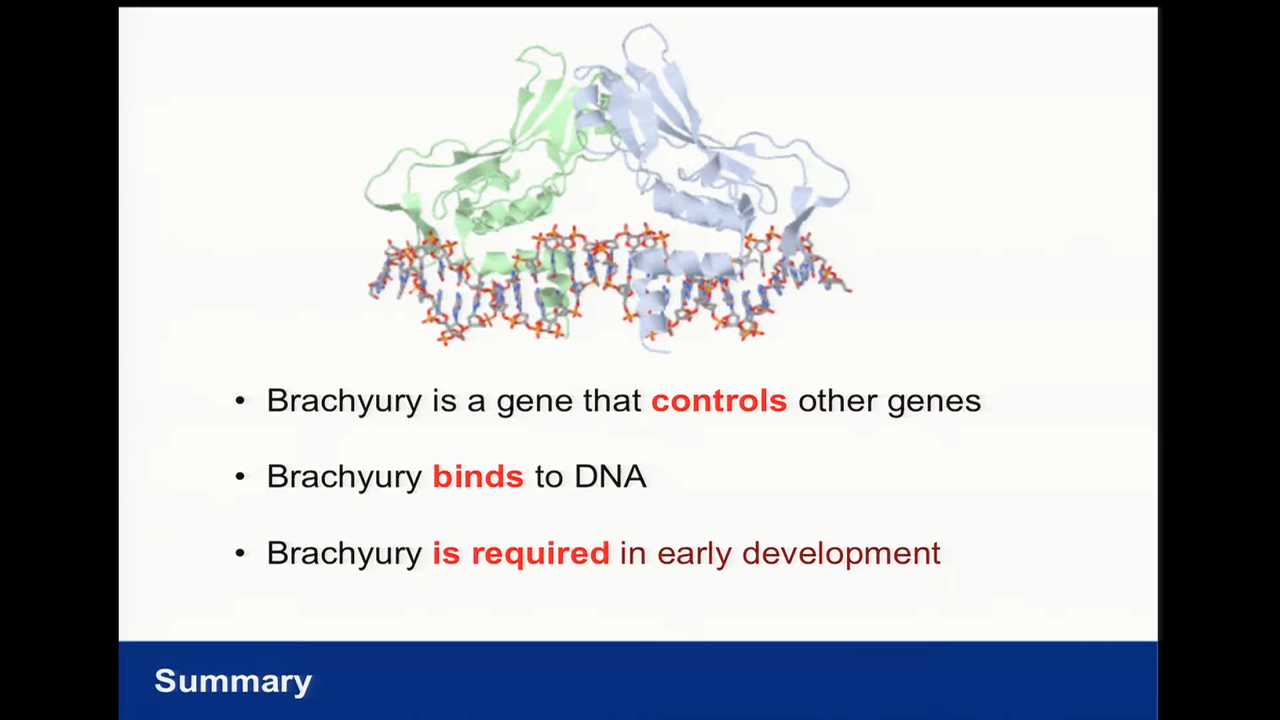 • Brachyury is a gene that controls other genes
• Brachyury binds to DNA
• Brachyury is required in early development
Summary